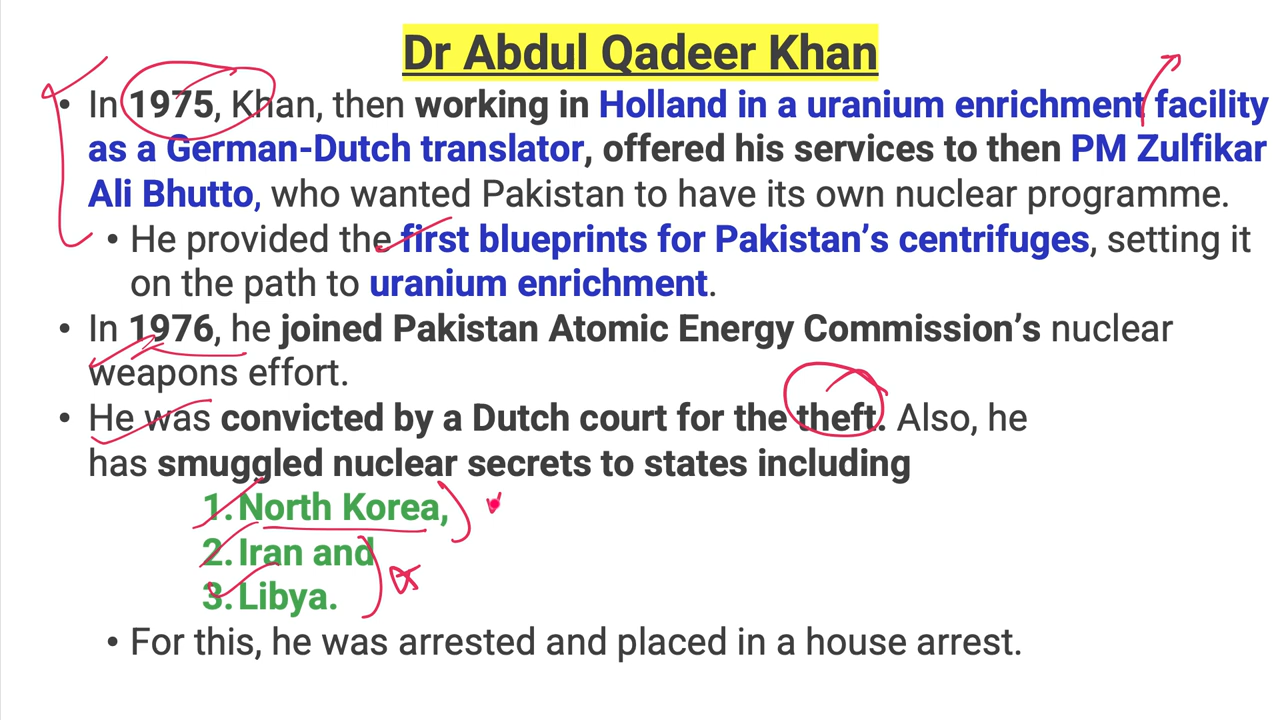 Dr Abdul Qadeer Khan
• In 1975, Khan, then working in Holland in a uranium enrichment facility
as a German-Dutch translator, offered his services to then PM Zulfikar
Ali Bhutto, who wanted Pakistan to have its own nuclear programme.
• He provided the first blueprints for Pakistan's centrifuges, setting it
on the path to uranium enrichment.
• In 1976, he joined Pakistan Atomic Energy Commission's nuclear
weapons effort.
• He was convicted by a Dutch court for the theft. Also, he
has smuggled nuclear secrets to states including
1. North Korea,
2. Iran and
3. Libya.
• For this, he was arrested and placed in a house arrest.